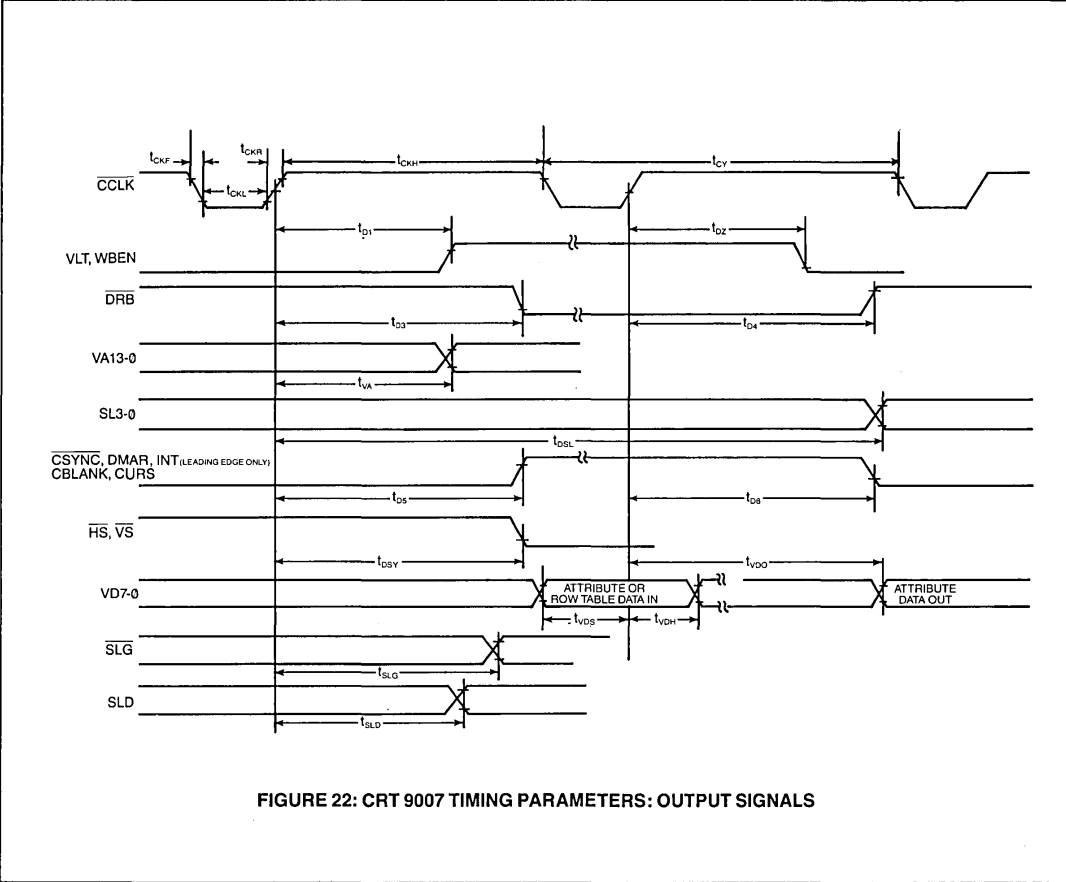 tCKF
tCKR
tCKH
tCY
CCLK
tCKL
tD1
tDZ
VLT, WBEN
DRB
tD3
tD4
VA13-0
tVA
SL3-0
tDSL
CSYNC, DMAR, INT (LEADING EDGE ONLY)
CBLANK, CURS
tD5
tD6
HS, VS
tDSY
tVDO
VD7-0
ATTRIBUTE OR
ROW TABLE DATA IN
ATTRIBUTE
DATA OUT
tVDS
tVDH
SLG
tSLG
SLD
tSLD
FIGURE 22: CRT 9007 TIMING PARAMETERS: OUTPUT SIGNALS